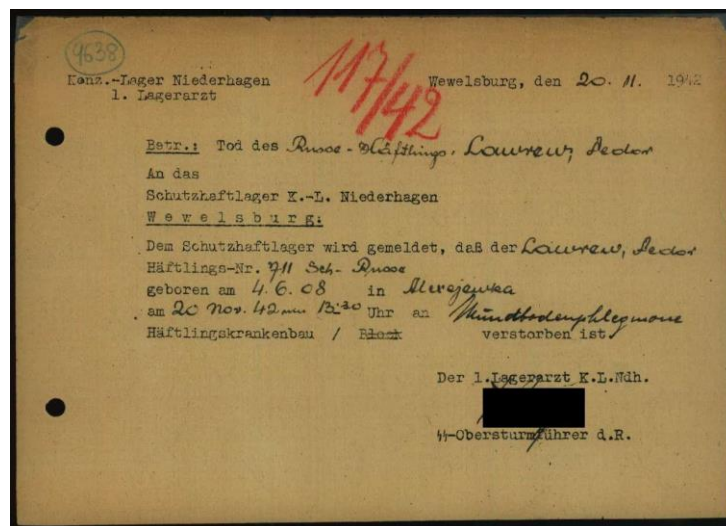 4638
117/42
Konz.-Lager Niederhagen
1. Lagerarzt
Wewelsburg, den 20. 11. 1942
Betr.: Tod des Russe - Häftlings. Lawrew, Fedor
An das
Schutzhaftlager K.-L. Niederhagen
Wewelsburg:
Dem Schutzhaftlager wird gemeldet, daß der Lawrew, Fedor
Häftlings-Nr. 711 Sch- Russe
geboren am 4. 6. 08 in
am 20 Nov. 42 um Uhr an Mundbodenphlegmone
Häftlingskrankenbau / Block verstorben ist.
Der 1.Lagerarzt K.L.Ndh.
SS-Obersturmführer d.R.